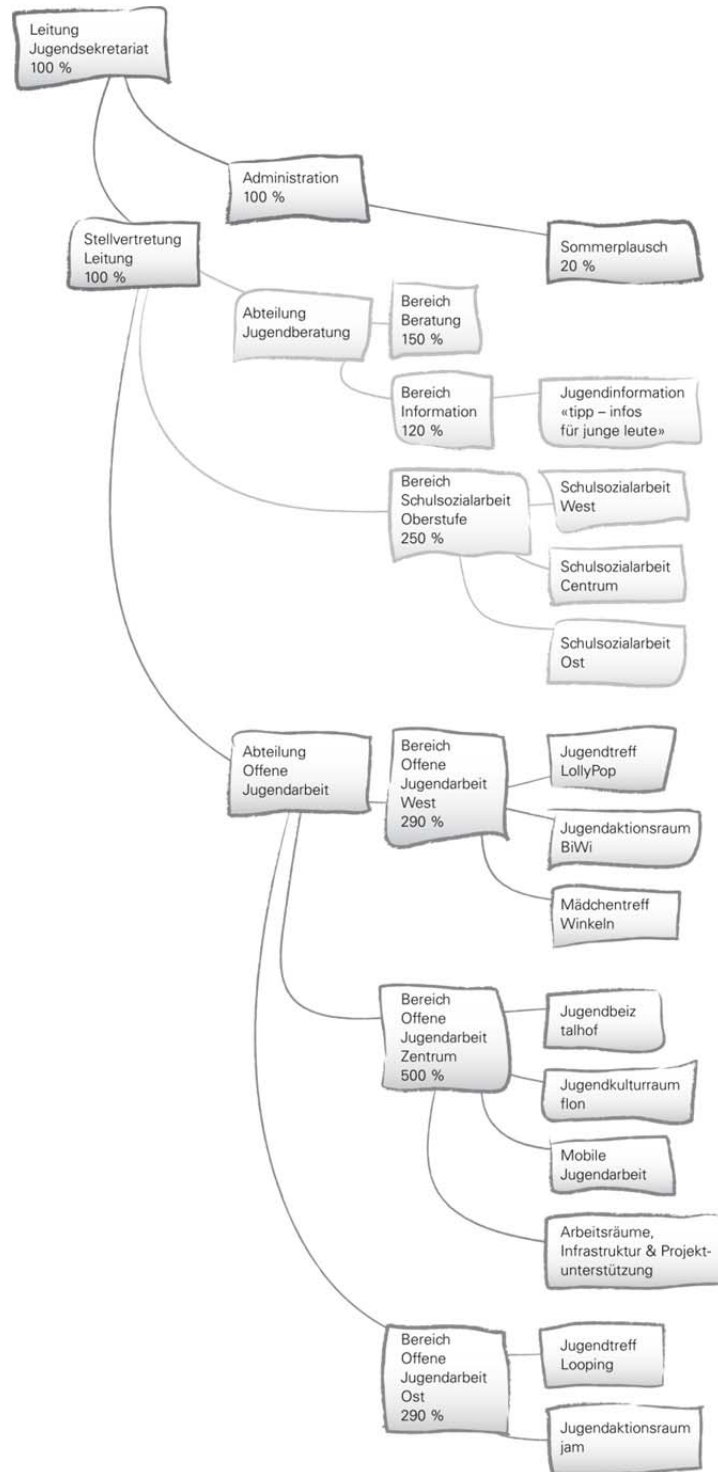 Leitung
Jugendsekretariat
100 %
Administration
100 %
Sommerplausch
20 %
Stellvertretung
Leitung
100 %
Abteilung
Jugendberatung
Bereich
Beratung
150 %
Bereich
Information
120 %
Jugendinformation
«tipp – infos
für junge leute»
Bereich
Schulsozialarbeit
Oberstufe
250 %
Schulsozialarbeit
West
Schulsozialarbeit
Centrum
Schulsozialarbeit
Ost
Abteilung
Offene
Jugendarbeit
Bereich
Offene
Jugendarbeit
West
290 %
Jugendtreff
LollyPop
Jugendaktionsraum
BiWi
Mädchentreff
Winkeln
Bereich
Offene
Jugendarbeit
Zentrum
500 %
Jugendbeiz
talhof
Jugendkulturraum
flon
Mobile
Jugendarbeit
Arbeitsräume,
Infrastruktur & Projekt-
unterstützung
Bereich
Offene
Jugendarbeit
Ost
290 %
Jugendtreff
Looping
Jugendaktionsraum
jam